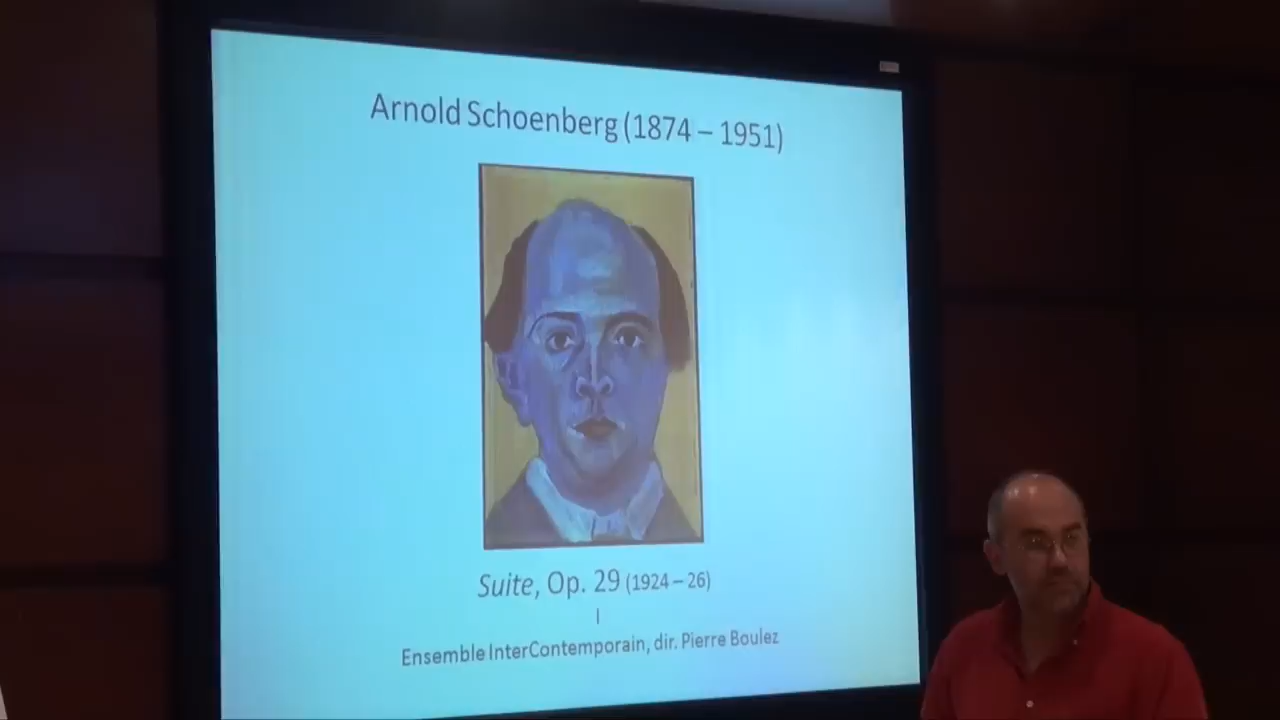 Arnold Schoenberg (1874 – 1951)
Suite, Op. 29 (1924 – 26)
I
Ensemble InterContemporain, dir. Pierre Boulez